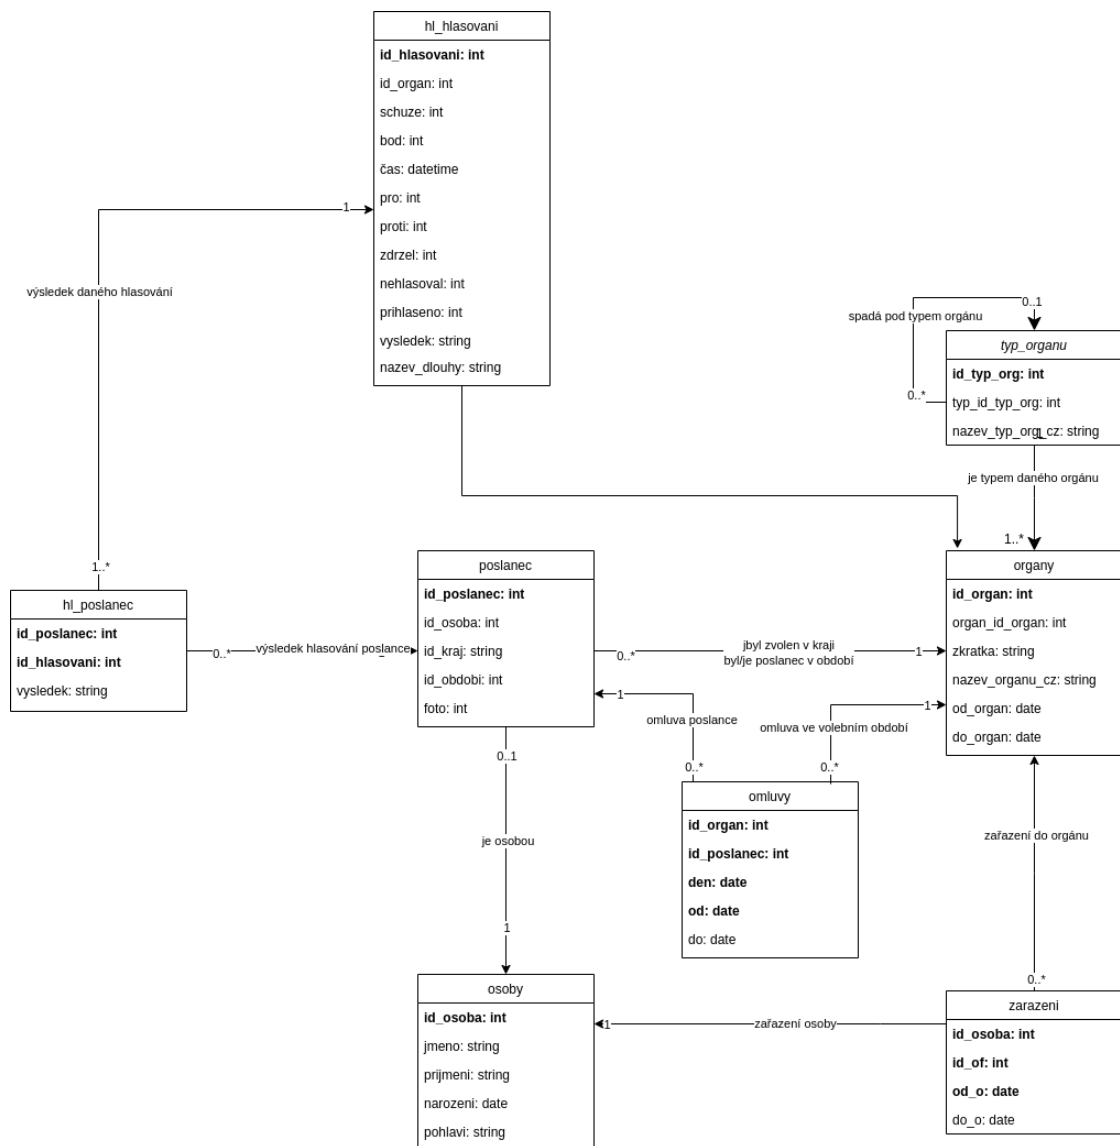 hl_hlasovani
id_hlasovani: int
id_organ: int
schuze: int
bod: int
čas: datetime
pro: int
1
proti: int
zdrzel: int
nehlasoval: int
výsledek daného hlasování
prihlaseno: int
vysledek: string
nazev_dlouhy: string
0..1
spadá pod typem orgánu
typ_organu
id_typ_org: int
0..*
typ_id_typ_org: int
nazev_typ_org_cz: string
1
je typem daného orgánu
1..*
1..*
hl_poslanec
id_poslanec: int
id_hlasovani: int
vysledek: string
0..*
výsledek hlasování poslance
poslanec
id_poslanec: int
id_osoba: int
id_kraj: string
id_obdobi: int
foto: int
0..*
jbyl zvolen v kraji
byl/je poslanec v období
1
organy
id_organ: int
organ_id_organ: int
zkratka: string
nazev_organu_cz: string
od_organ: date
do_organ: date
1
omluva poslance
0..*
1
omluva ve volebním období
0..*
omluvy
id_organ: int
id_poslanec: int
den: date
od: date
do: date
0..1
je osobou
1
zařazení do orgánu
0..*
osoby
id_osoba: int
jmeno: string
prijmeni: string
narozeni: date
pohlavi: string
1
zařazení osoby
zarazeni
id_osoba: int
id_of: int
od_o: date
do_o: date